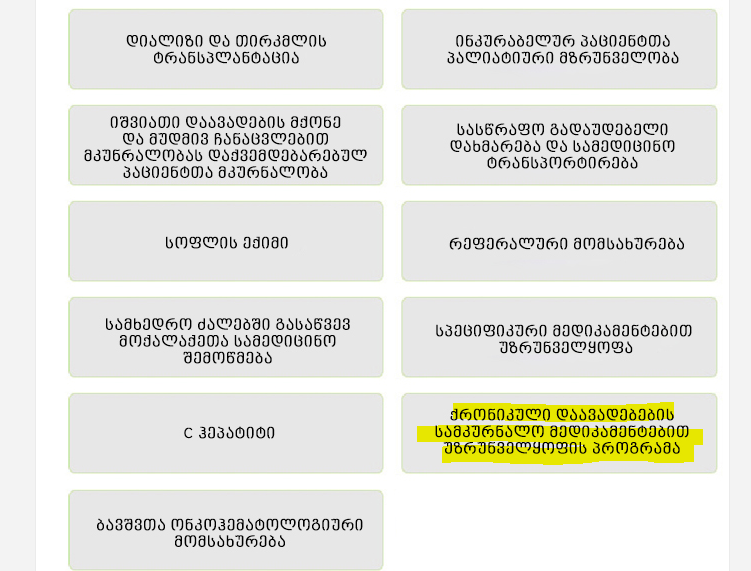 დიალიზი და თირკმლის
ტრანსპლანტაცია
ინკურაბელურ პაციენტთა
პალიატიური მზრუნველობა
იშვიათი დაავადების მქონე
და მუდმივ ჩანაცვლებით
მკუნრალობას დაქვემდებარებულ
პაციენტთა მკურნალობა
სასწრაფო გადაუდებელი
დახმარება და სამედიცინო
ტრანსპორტირება
სოფლის ექიმი
რეფერალური მომსახურება
სამხედრო ძალებში გასაწვევ
მოქალაქეთა სამედიცინო
შემოწმება
სპეციფიკური მედიკამენტებით
უზრუნველყოფა
C ჰეპატიტი
ქრონიკული დაავადებების
სამკურნალო მედიკამენტებით
უზრუნველყოფის პროგრამა
ბავშვთა ონკოჰემატოლოგიური
მომსახურება